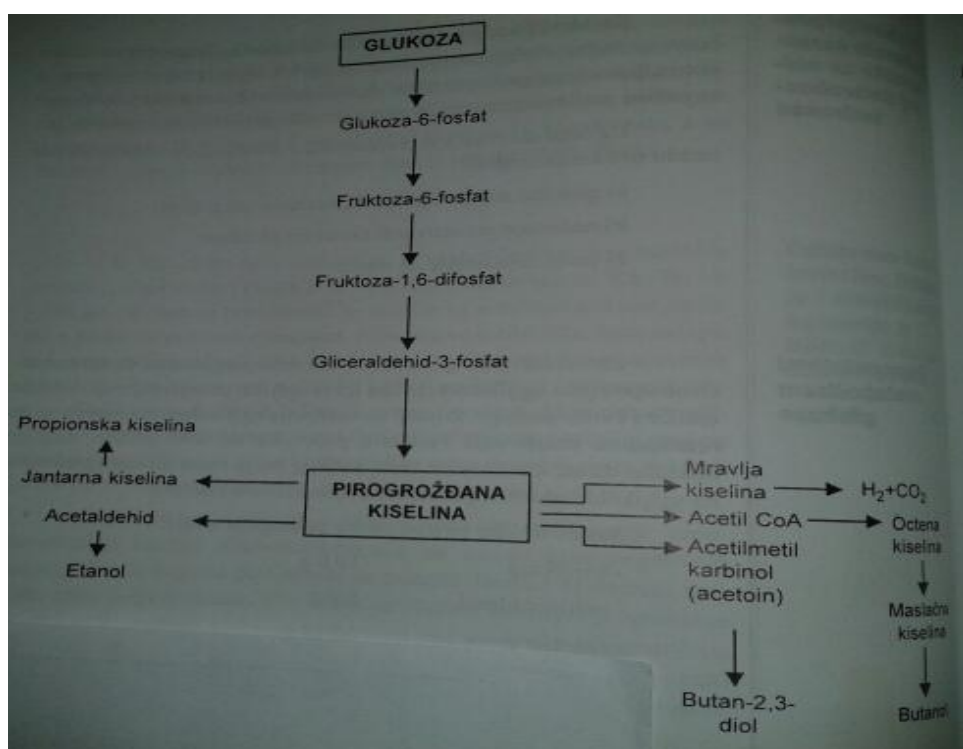 GLUKOZA
Glukoza-6-fosfat
Fruktoza-6-fosfat
Fruktoza-1,6-difosfat
Gliceraldehid-3-fosfat
Propionska kiselina
Jantarna kiselina
Acetaldehid
Etanol
PIROGROŽĐANA
KISELINA
Mravlja
kiselina
H₂+CO₂
Acetil CoA
Octena
kiselina
Acetilmetil
karbinol
(acetoin)
Maslačna
kiselina
Butan-2,3-
diol
Butanol